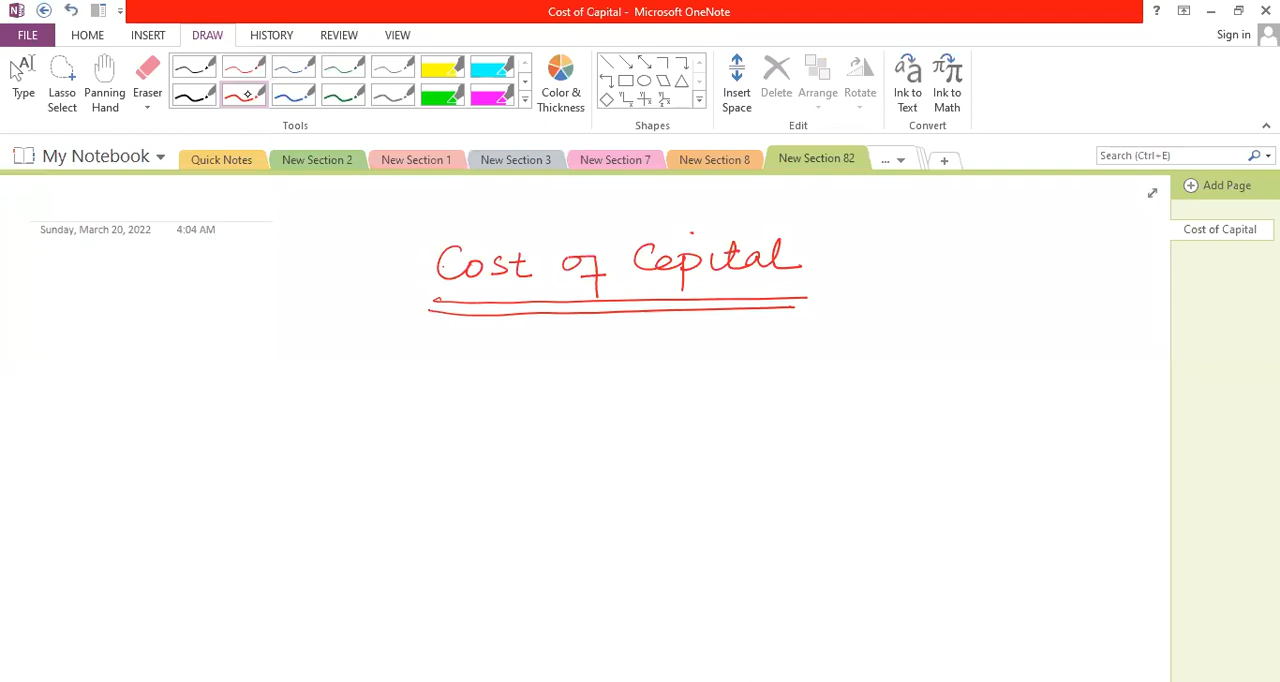 Cost of Capital - Microsoft OneNote
?
FILE HOME INSERT DRAW HISTORY REVIEW VIEW Sign in
Type Lasso Select Panning Hand Eraser Color & Thickness Insert Space Delete Arrange Rotate Ink to Text Ink to Math
Tools Shapes Edit Convert
My Notebook Quick Notes New Section 2 New Section 1 New Section 3 New Section 7 New Section 8 New Section 82 ... + Search (Ctrl+E)
Add Page
Cost of Capital
Sunday, March 20, 2022 4:04 AM
Cost of Capital